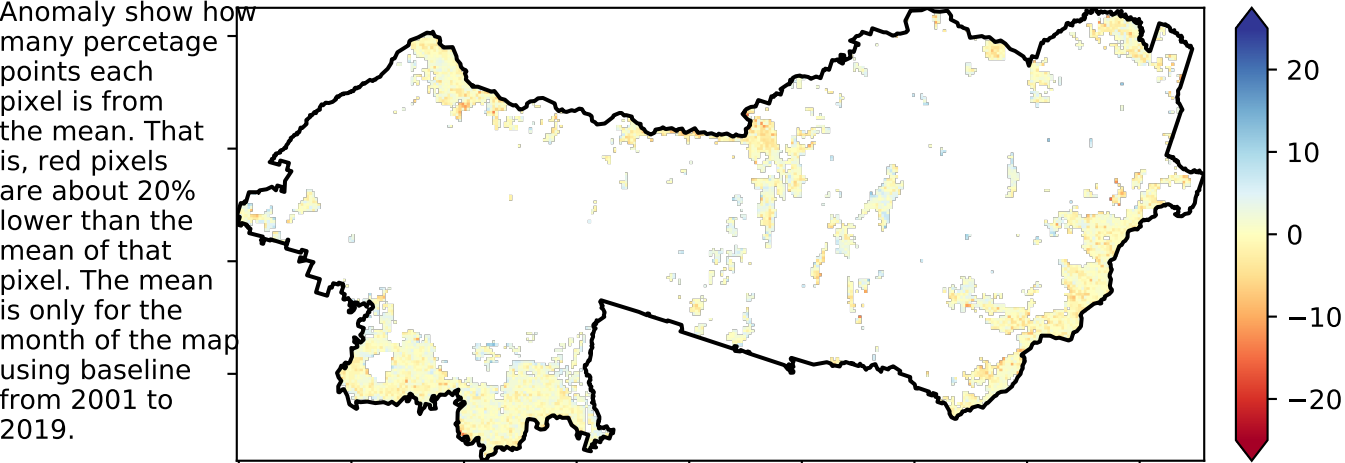 Anomaly show how
many percetage
points each
pixel is from
the mean. That
is, red pixels
are about 20%
lower than the
mean of that
pixel. The mean
is only for the
month of the map
using baseline
from 2001 to
2019.
20
10
0
−10
−20